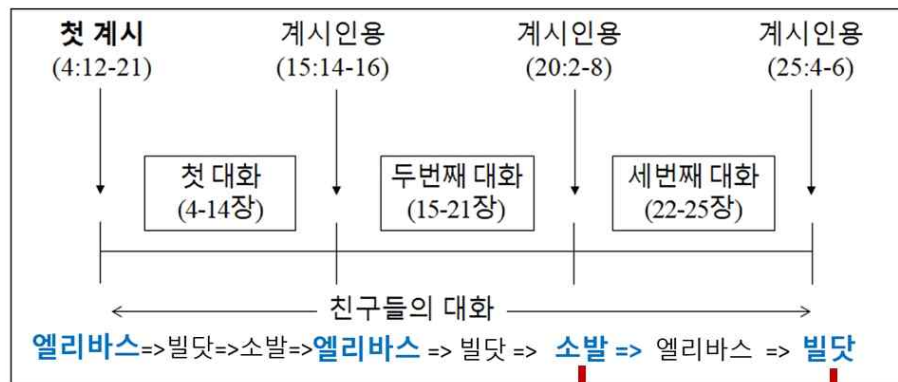 첫 계시 계시인용 계시인용 계시인용
(4:12-21) (15:14-16) (20:2-8) (25:4-6)
첫 대화 두번째 대화 세번째 대화
(4-14장) (15-21장) (22-25장)
친구들의 대화
엘리바스=>빌닷=>소발=>엘리바스 => 빌닷 => 소발 => 엘리바스 => 빌닷